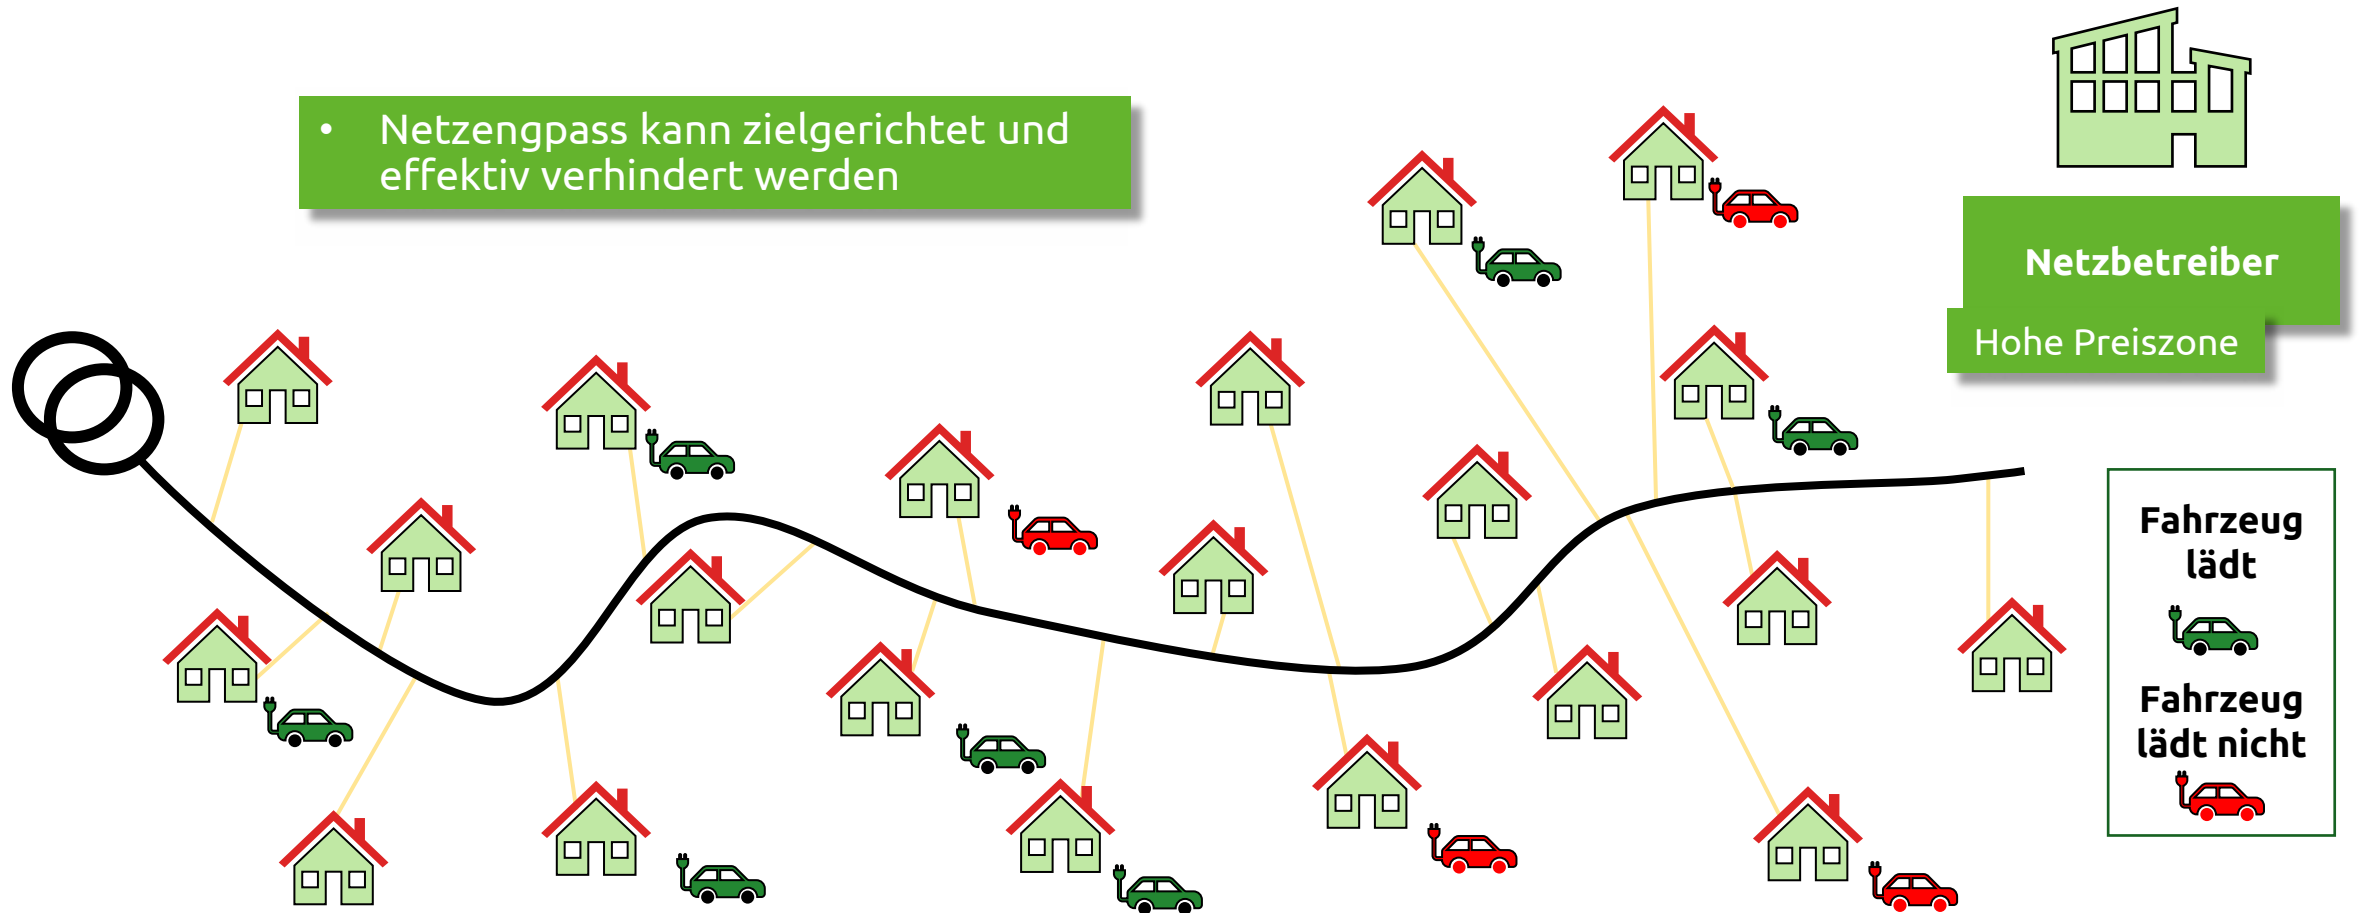 • Netzengpass kann zielgerichtet und
effektiv verhindert werden
Netzbetreiber
Hohe Preiszone
Fahrzeug
lädt
Fahrzeug
lädt nicht